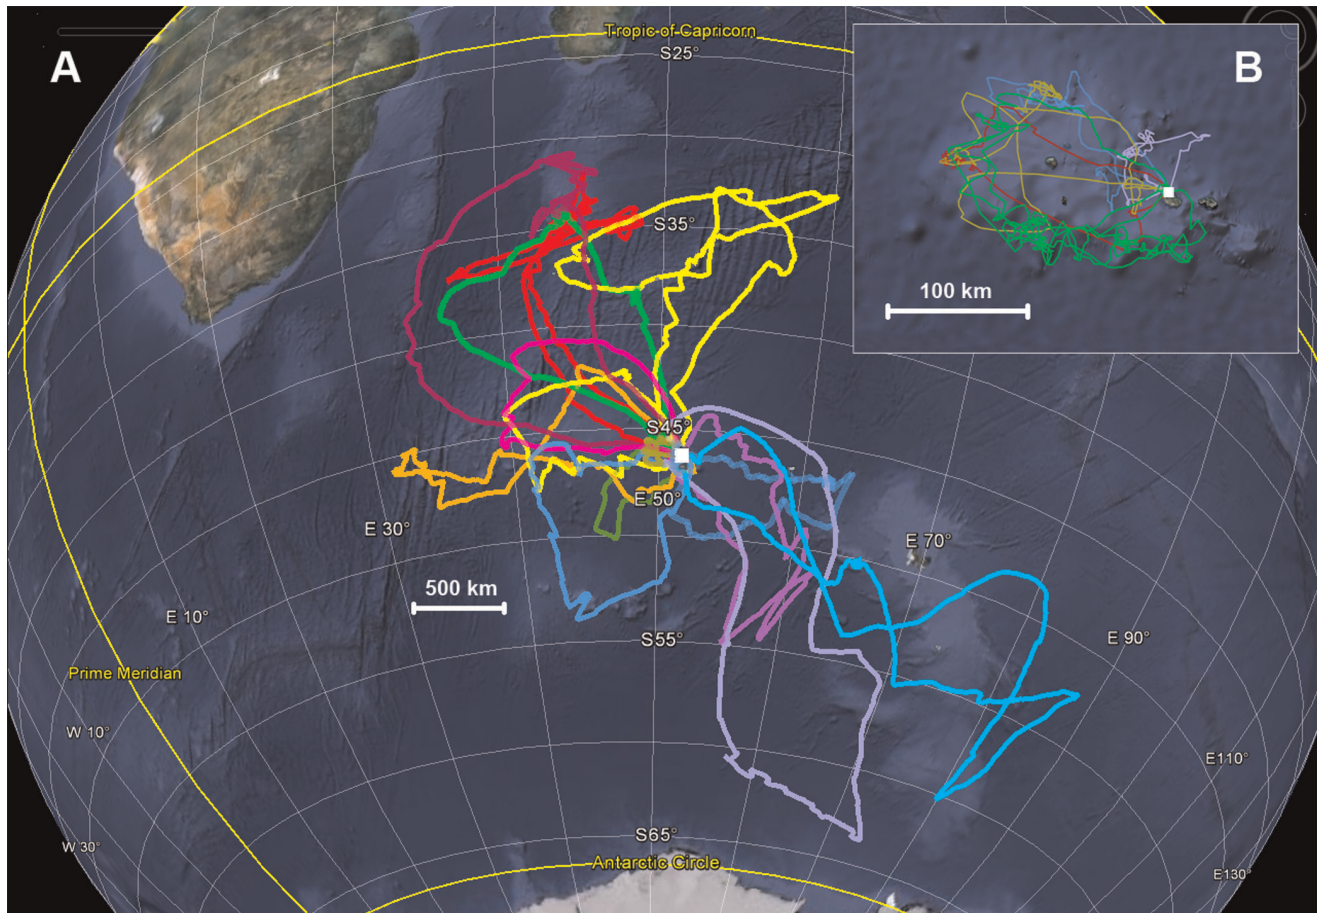 A
Tropic of Capricorn
S25°
B
100 km
S35°
S45°
E 50°
E 30°
E 70°
500 km
E 10°
S55°
E 90°
Prime Meridian
W 10°
E110°
S65°
W 30°
Antarctic Circle
E130°